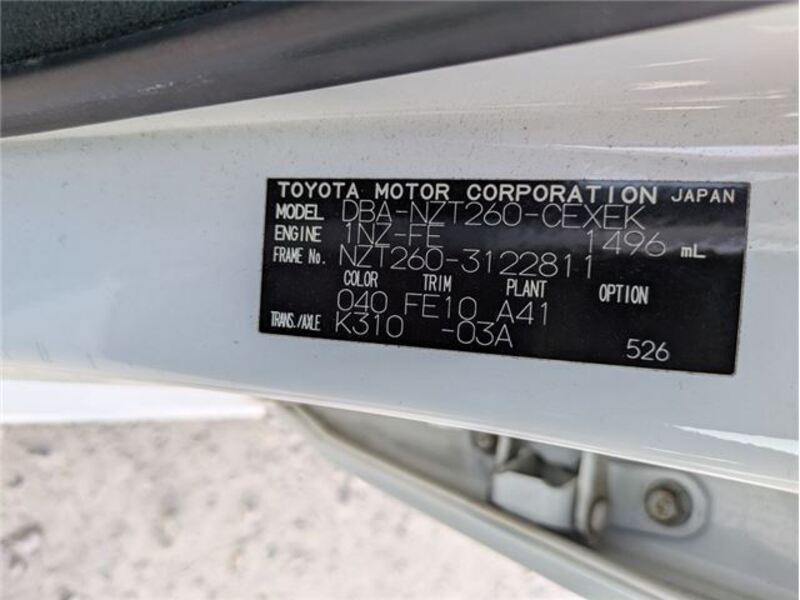 TOYOTA MOTOR CORPORATION JAPAN
MODEL DBA-NZT260-CEXEK
ENGINE 1NZ-FE 1496 mL
FRAME No. NZT260-3122811
COLOR TRIM PLANT OPTION
040 FE10 A41
TRANS./AXLE K310 -03A
526